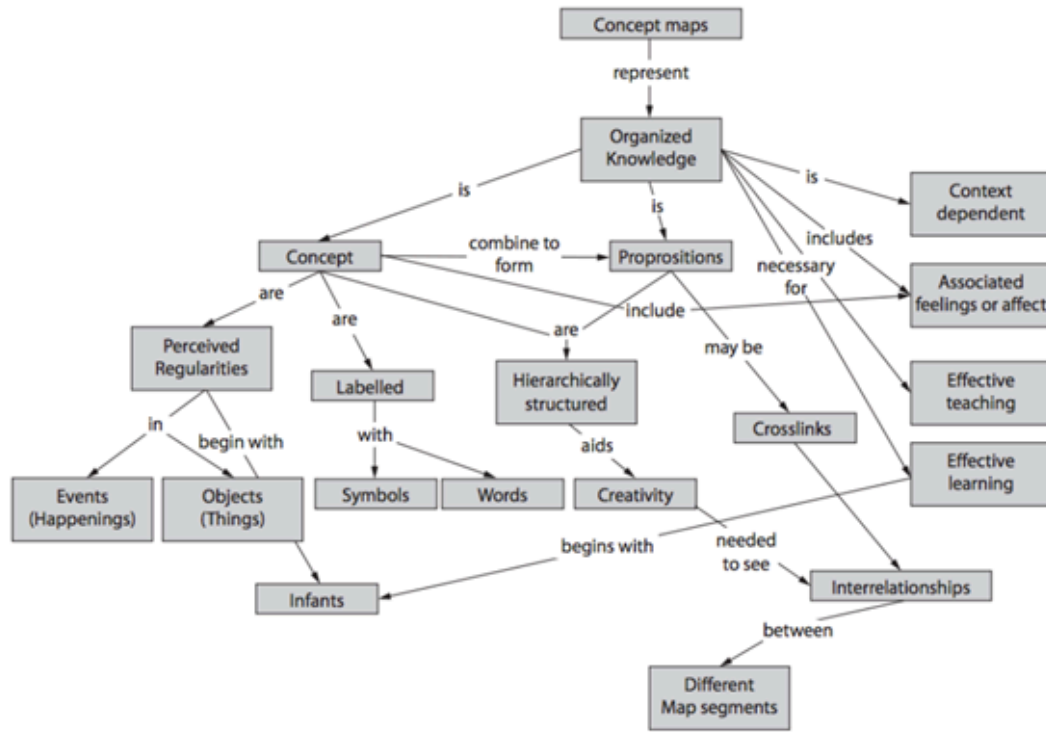 Concept maps
represent
Organized
Knowledge
is
is
is
Context
dependent
includes
Concept
combine to
form
Proprositions
necessary
for
Associated
feelings or affect
are
are
are
include
may be
Perceived
Regularities
Labelled
Hierarchically
structured
Effective
teaching
Crosslinks
in
begin with
with
aids
Effective
learning
Events
(Happenings)
Objects
(Things)
Symbols
Words
Creativity
begins with
needed
to see
Infants
Interrelationships
between
Different
Map segments